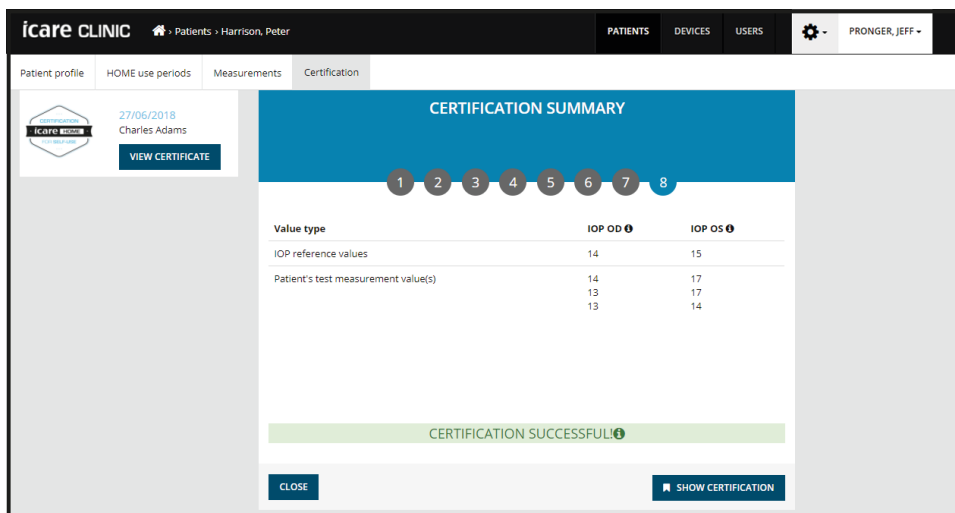 icare CLINIC › Patients › Harrison, Peter PATIENTS DEVICES USERS PRONGER, JEFF
Patient profile HOME use periods Measurements Certification
CERTIFICATION
icare HOME
FOR SELF-USE
27/06/2018
Charles Adams
VIEW CERTIFICATE
CERTIFICATION SUMMARY
1 2 3 4 5 6 7 8
Value type IOP OD IOP OS
IOP reference values 14 15
Patient's test measurement value(s) 14 17
13 17
13 14
CERTIFICATION SUCCESSFUL!
CLOSE SHOW CERTIFICATION